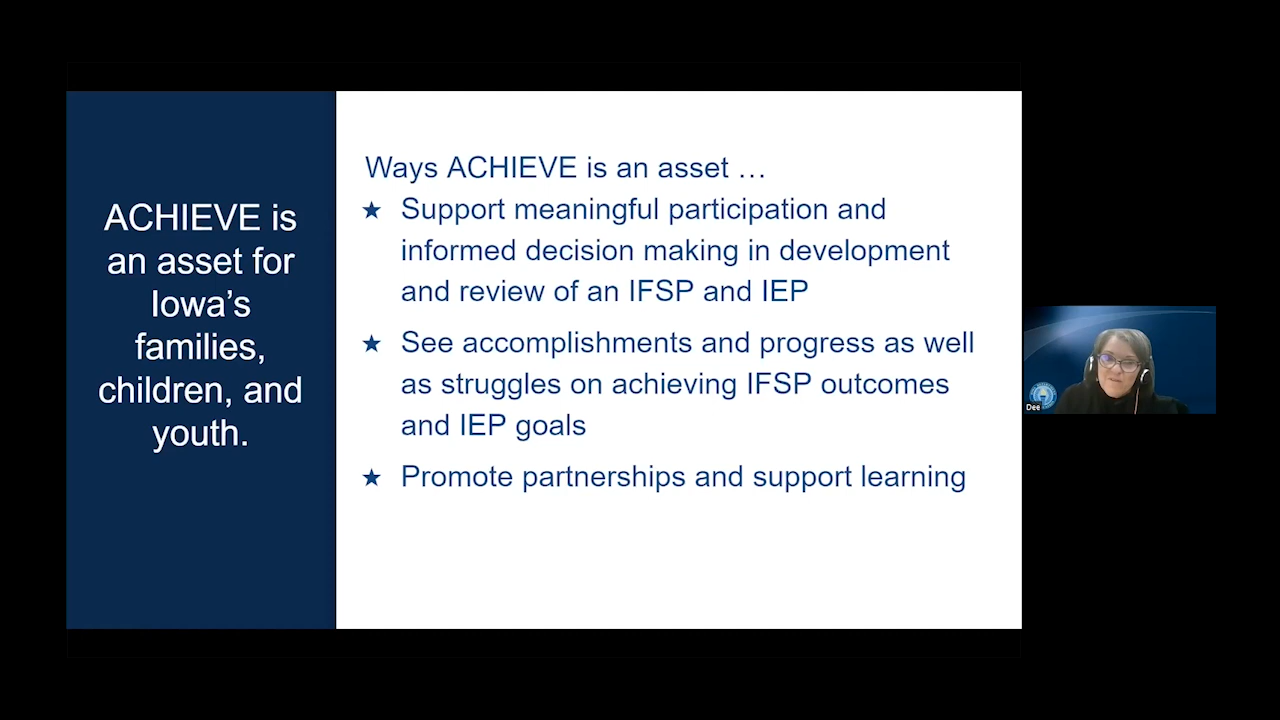 ACHIEVE is
an asset for
Iowa's
families,
children, and
youth.
Ways ACHIEVE is an asset …
★ Support meaningful participation and
informed decision making in development
and review of an IFSP and IEP
★ See accomplishments and progress as well
as struggles on achieving IFSP outcomes
and IEP goals
★ Promote partnerships and support learning
Dee